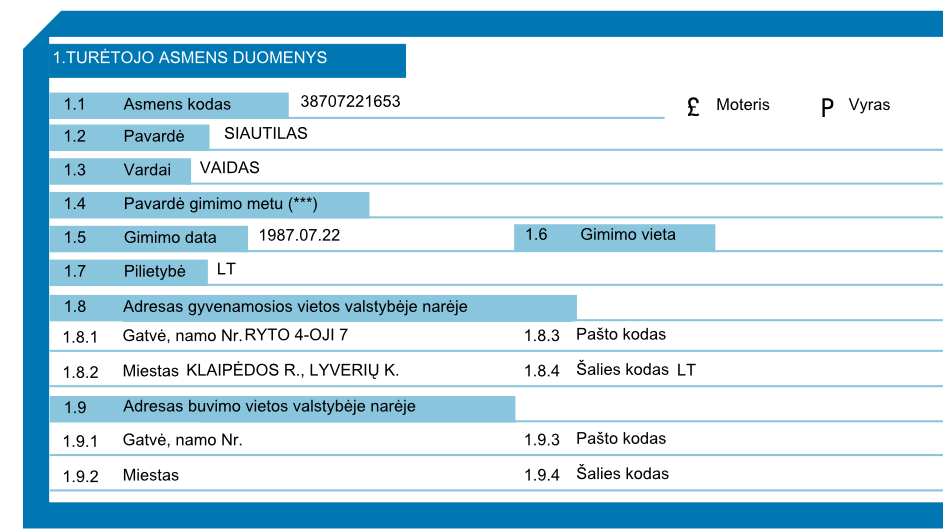 1.TURĖTOJO ASMENS DUOMENYS
1.1 Asmens kodas 38707221653 £ Moteris P Vyras
1.2 Pavardė SIAUTILAS
1.3 Vardai VAIDAS
1.4 Pavardė gimimo metu (***)
1.5 Gimimo data 1987.07.22 1.6 Gimimo vieta
1.7 Pilietybė LT
1.8 Adresas gyvenamosios vietos valstybėje narėje
1.8.1 Gatvė, namo Nr. RYTO 4-OJI 7 1.8.3 Pašto kodas
1.8.2 Miestas KLAIPĖDOS R., LYVERIŲ K. 1.8.4 Šalies kodas LT
1.9 Adresas buvimo vietos valstybėje narėje
1.9.1 Gatvė, namo Nr. 1.9.3 Pašto kodas
1.9.2 Miestas 1.9.4 Šalies kodas